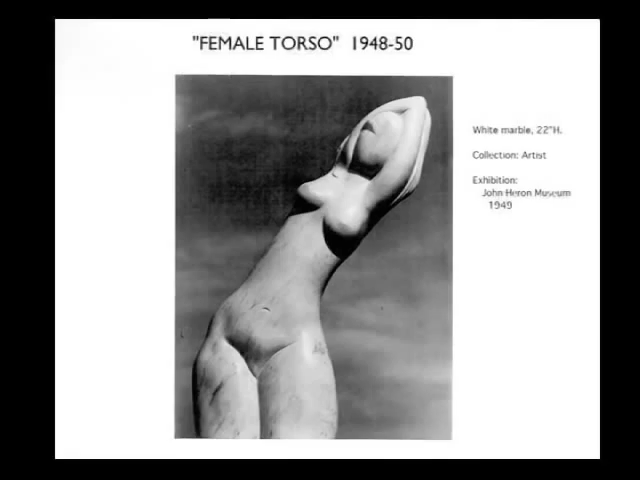 "FEMALE TORSO" 1948-50
White marble, 22"H.
Collection: Artist
Exhibition:
John Heron Museum
1949